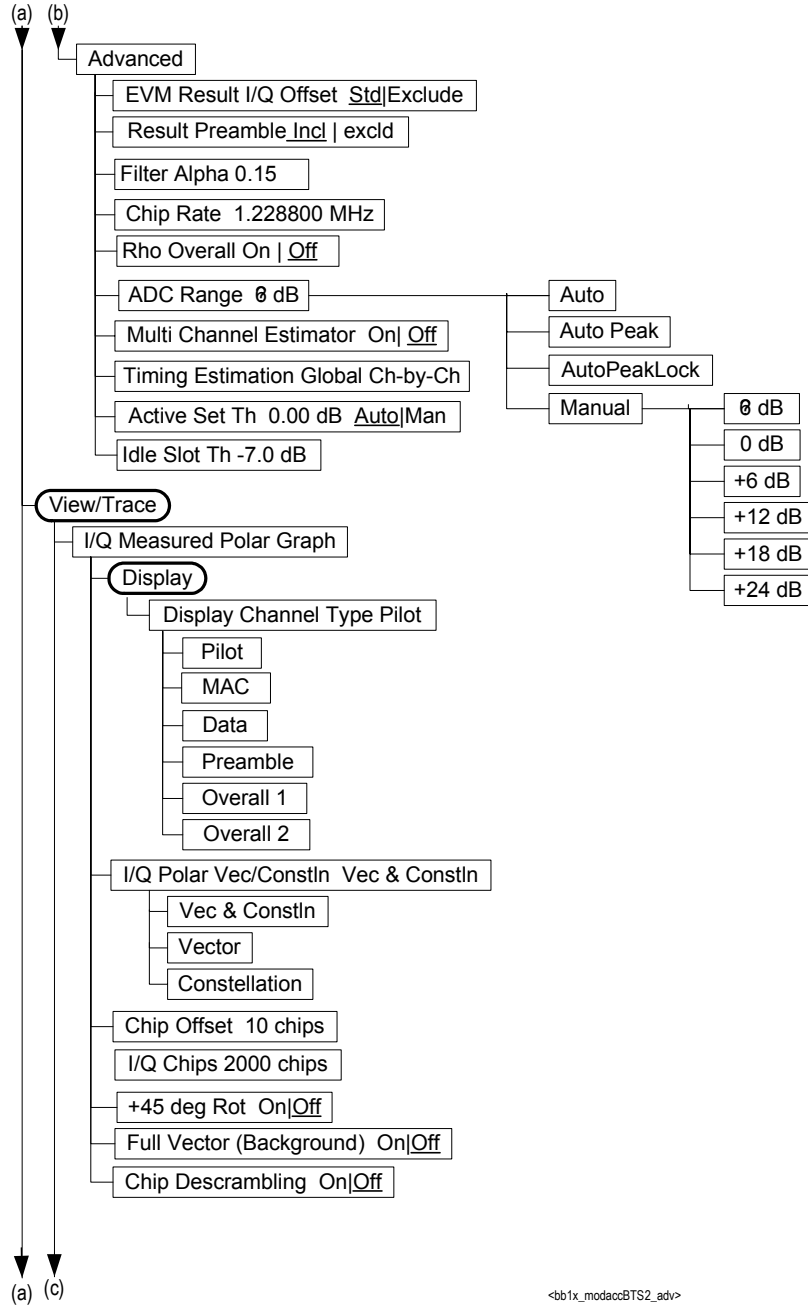 (a) (b)
Advanced
EVM Result I/Q Offset Std|Exclude
Result Preamble Incl | excld
Filter Alpha 0.15
Chip Rate 1.228800 MHz
Rho Overall On | Off
ADC Range dB
Auto
Multi Channel Estimator On| Off
Auto Peak
Timing Estimation Global Ch-by-Ch
AutoPeakLock
Active Set Th 0.00 dB Auto|Man
Manual
dB
Idle Slot Th -7.0 dB
0 dB
+6 dB
+12 dB
+18 dB
+24 dB
View/Trace
I/Q Measured Polar Graph
Display
Display Channel Type Pilot
Pilot
MAC
Data
Preamble
Overall 1
Overall 2
I/Q Polar Vec/Constln Vec & Constln
Vec & Constln
Vector
Constellation
Chip Offset 10 chips
I/Q Chips 2000 chips
+45 deg Rot On|Off
Full Vector (Background) On|Off
Chip Descrambling On|Off
(a) (c)
<bb1x_modaccBTS2_adv>